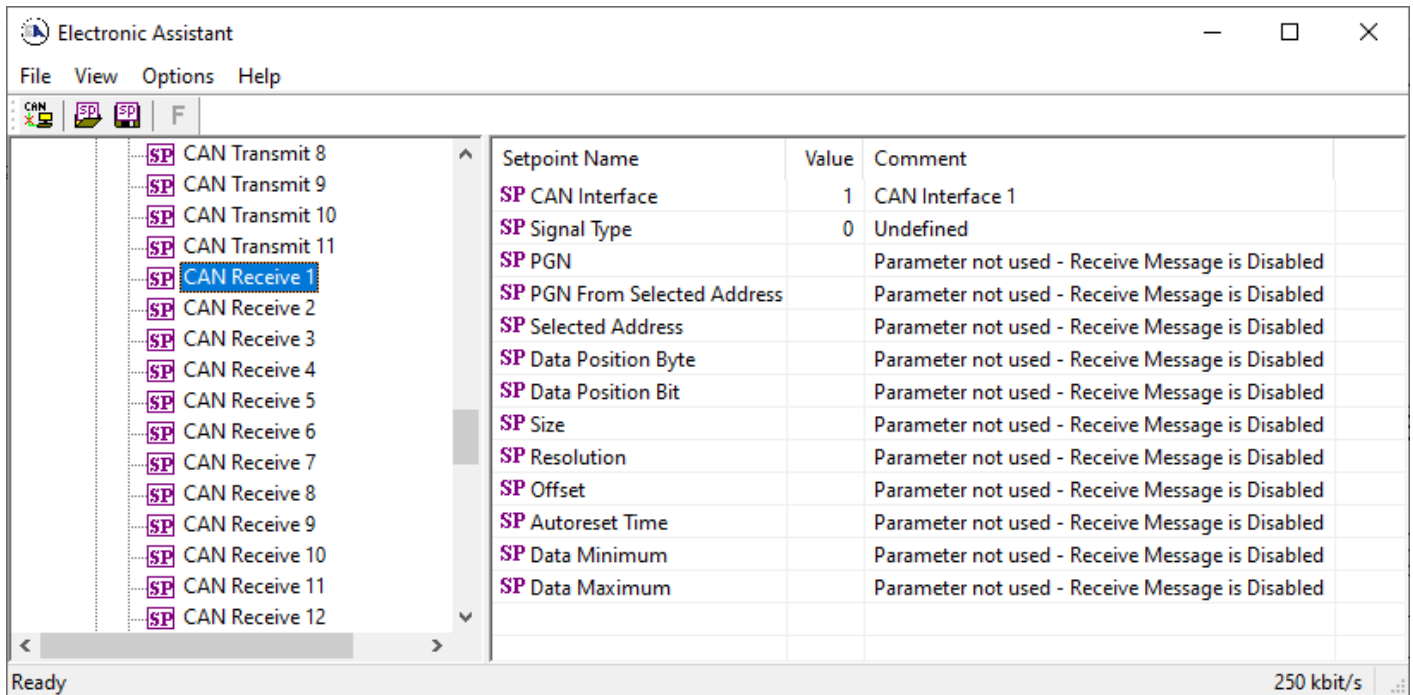 Electronic Assistant
File View Options Help
CAN SP SP F
SP CAN Transmit 8
SP CAN Transmit 9
SP CAN Transmit 10
SP CAN Transmit 11
SP CAN Receive 1
SP CAN Receive 2
SP CAN Receive 3
SP CAN Receive 4
SP CAN Receive 5
SP CAN Receive 6
SP CAN Receive 7
SP CAN Receive 8
SP CAN Receive 9
SP CAN Receive 10
SP CAN Receive 11
SP CAN Receive 12
Setpoint Name Value Comment
SP CAN Interface 1 CAN Interface 1
SP Signal Type 0 Undefined
SP PGN Parameter not used - Receive Message is Disabled
SP PGN From Selected Address Parameter not used - Receive Message is Disabled
SP Selected Address Parameter not used - Receive Message is Disabled
SP Data Position Byte Parameter not used - Receive Message is Disabled
SP Data Position Bit Parameter not used - Receive Message is Disabled
SP Size Parameter not used - Receive Message is Disabled
SP Resolution Parameter not used - Receive Message is Disabled
SP Offset Parameter not used - Receive Message is Disabled
SP Autoreset Time Parameter not used - Receive Message is Disabled
SP Data Minimum Parameter not used - Receive Message is Disabled
SP Data Maximum Parameter not used - Receive Message is Disabled
Ready 250 kbit/s